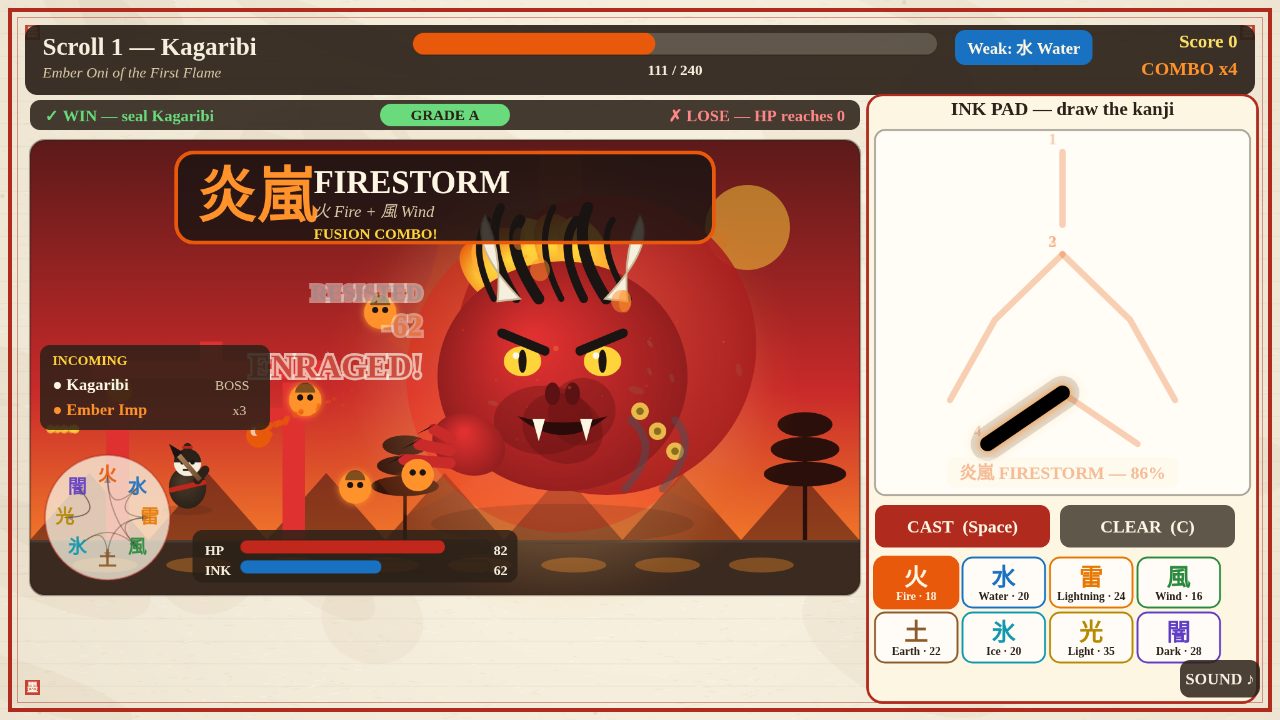 Scroll 1 — Kagaribi
Ember Oni of the First Flame
111 / 240
Weak: 水 Water
Score 0
COMBO x4
✓ WIN — seal Kagaribi
GRADE A
✗ LOSE — HP reaches 0
炎嵐
FIRESTORM
火 Fire + 風 Wind
FUSION COMBO!
RESISTED
-62
ENRAGED!
INCOMING
● Kagaribi BOSS
● Ember Imp x3
火
水
雷
風
土
氷
光
闇
HP 82
INK 62
INK PAD — draw the kanji
1
炎嵐 FIRESTORM — 86%
CAST (Space)
CLEAR (C)
火
Fire · 18
水
Water · 20
雷
Lightning · 24
風
Wind · 16
土
Earth · 22
氷
Ice · 20
光
Light · 35
闇
Dark · 28
SOUND ♪
墨